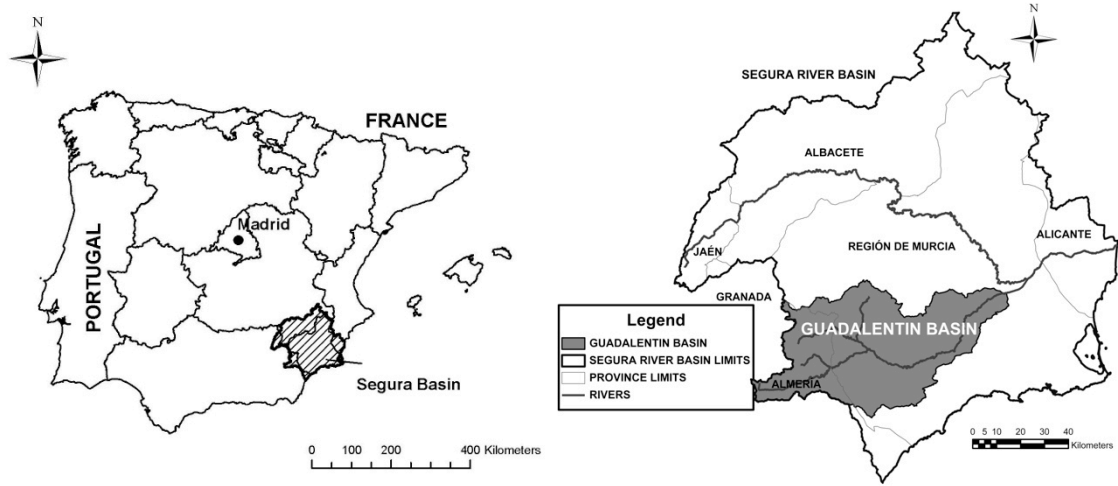 N
FRANCE
Madrid
PORTUGAL
Segura Basin
0 100 200 400 Kilometers
N
SEGURA RIVER BASIN
ALBACETE
ALICANTE
REGIÓN DE MURCIA
JAÉN
GRANADA
GUADALENTIN BASIN
ALMERÍA
Legend
GUADALENTIN BASIN
SEGURA RIVER BASIN LIMITS
PROVINCE LIMITS
RIVERS
0 5 10 20 30 40 Kilometers